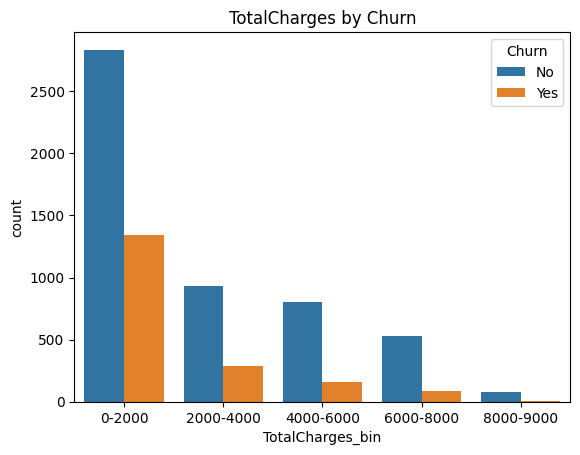 TotalCharges by Churn
Churn
No
Yes
2500
2000
1500
1000
500
0
count
0-2000
2000-4000
4000-6000
6000-8000
8000-9000
TotalCharges_bin